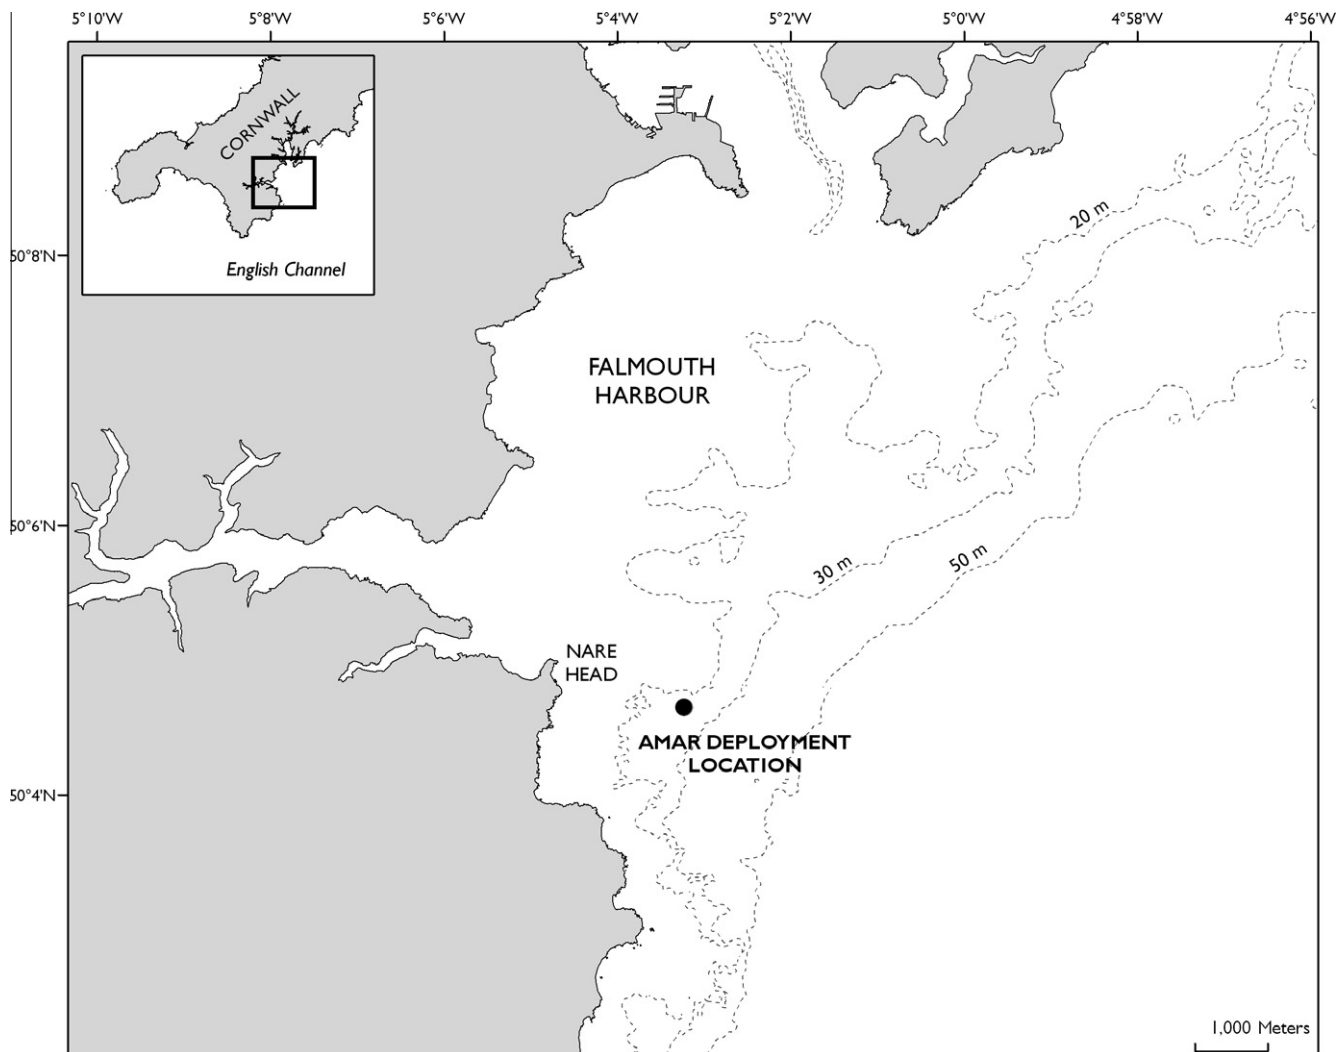 5°10'W 5°8'W 5°6'W 5°4'W 5°2'W 5°0'W 4°58'W 4°56'W
CORNWALL
English Channel
20 m
50°8'N
FALMOUTH
HARBOUR
50°6'N
30 m
50 m
NARE
HEAD
AMAR DEPLOYMENT
LOCATION
50°4'N
1,000 Meters